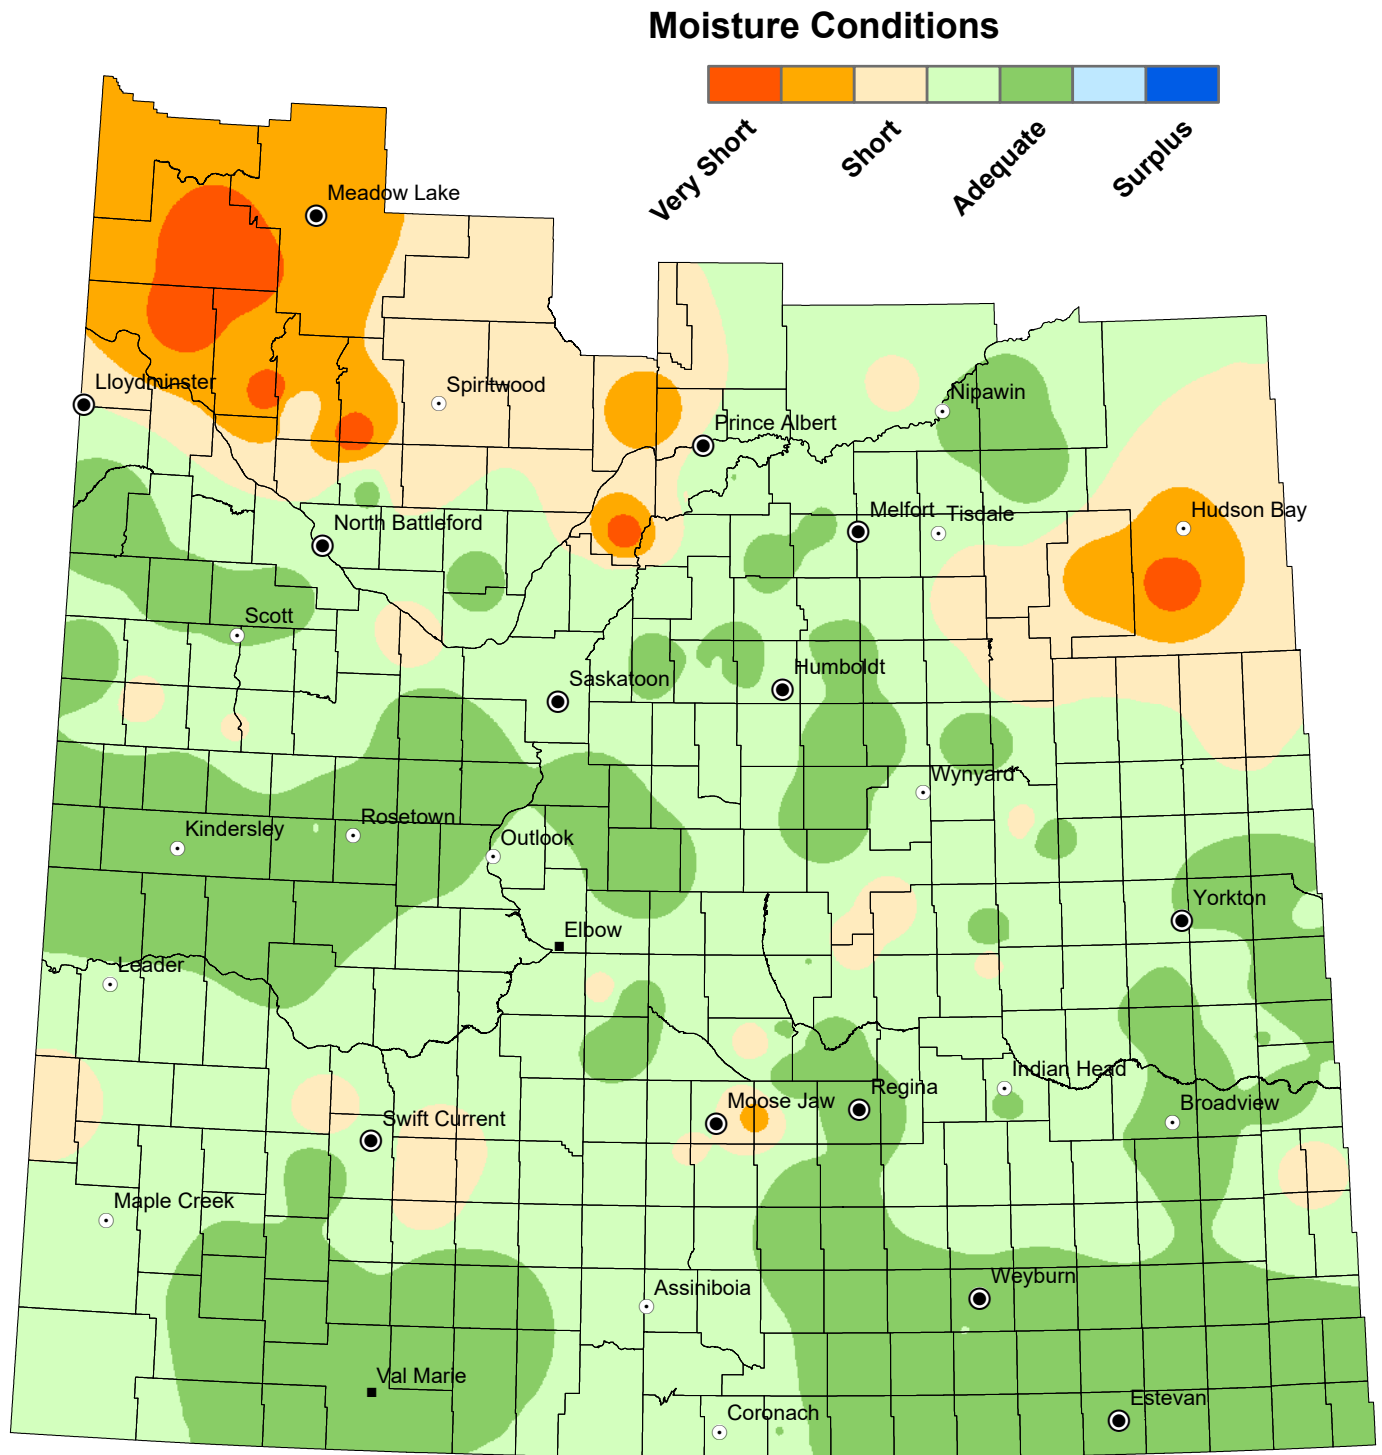 Moisture Conditions
Very Short
Short
Adequate
Surplus
Meadow Lake
Lloydminster
Spiritwood
Nipawin
Prince Albert
Hudson Bay
Melfort
Tisdale
North Battleford
Scott
Humboldt
Saskatoon
Wynyard
Rosetown
Kindersley
Outlook
Yorkton
Elbow
Leader
Indian Head
Regina
Moose Jaw
Broadview
Swift Current
Maple Creek
Weyburn
Assiniboia
Val Marie
Estevan
Coronach